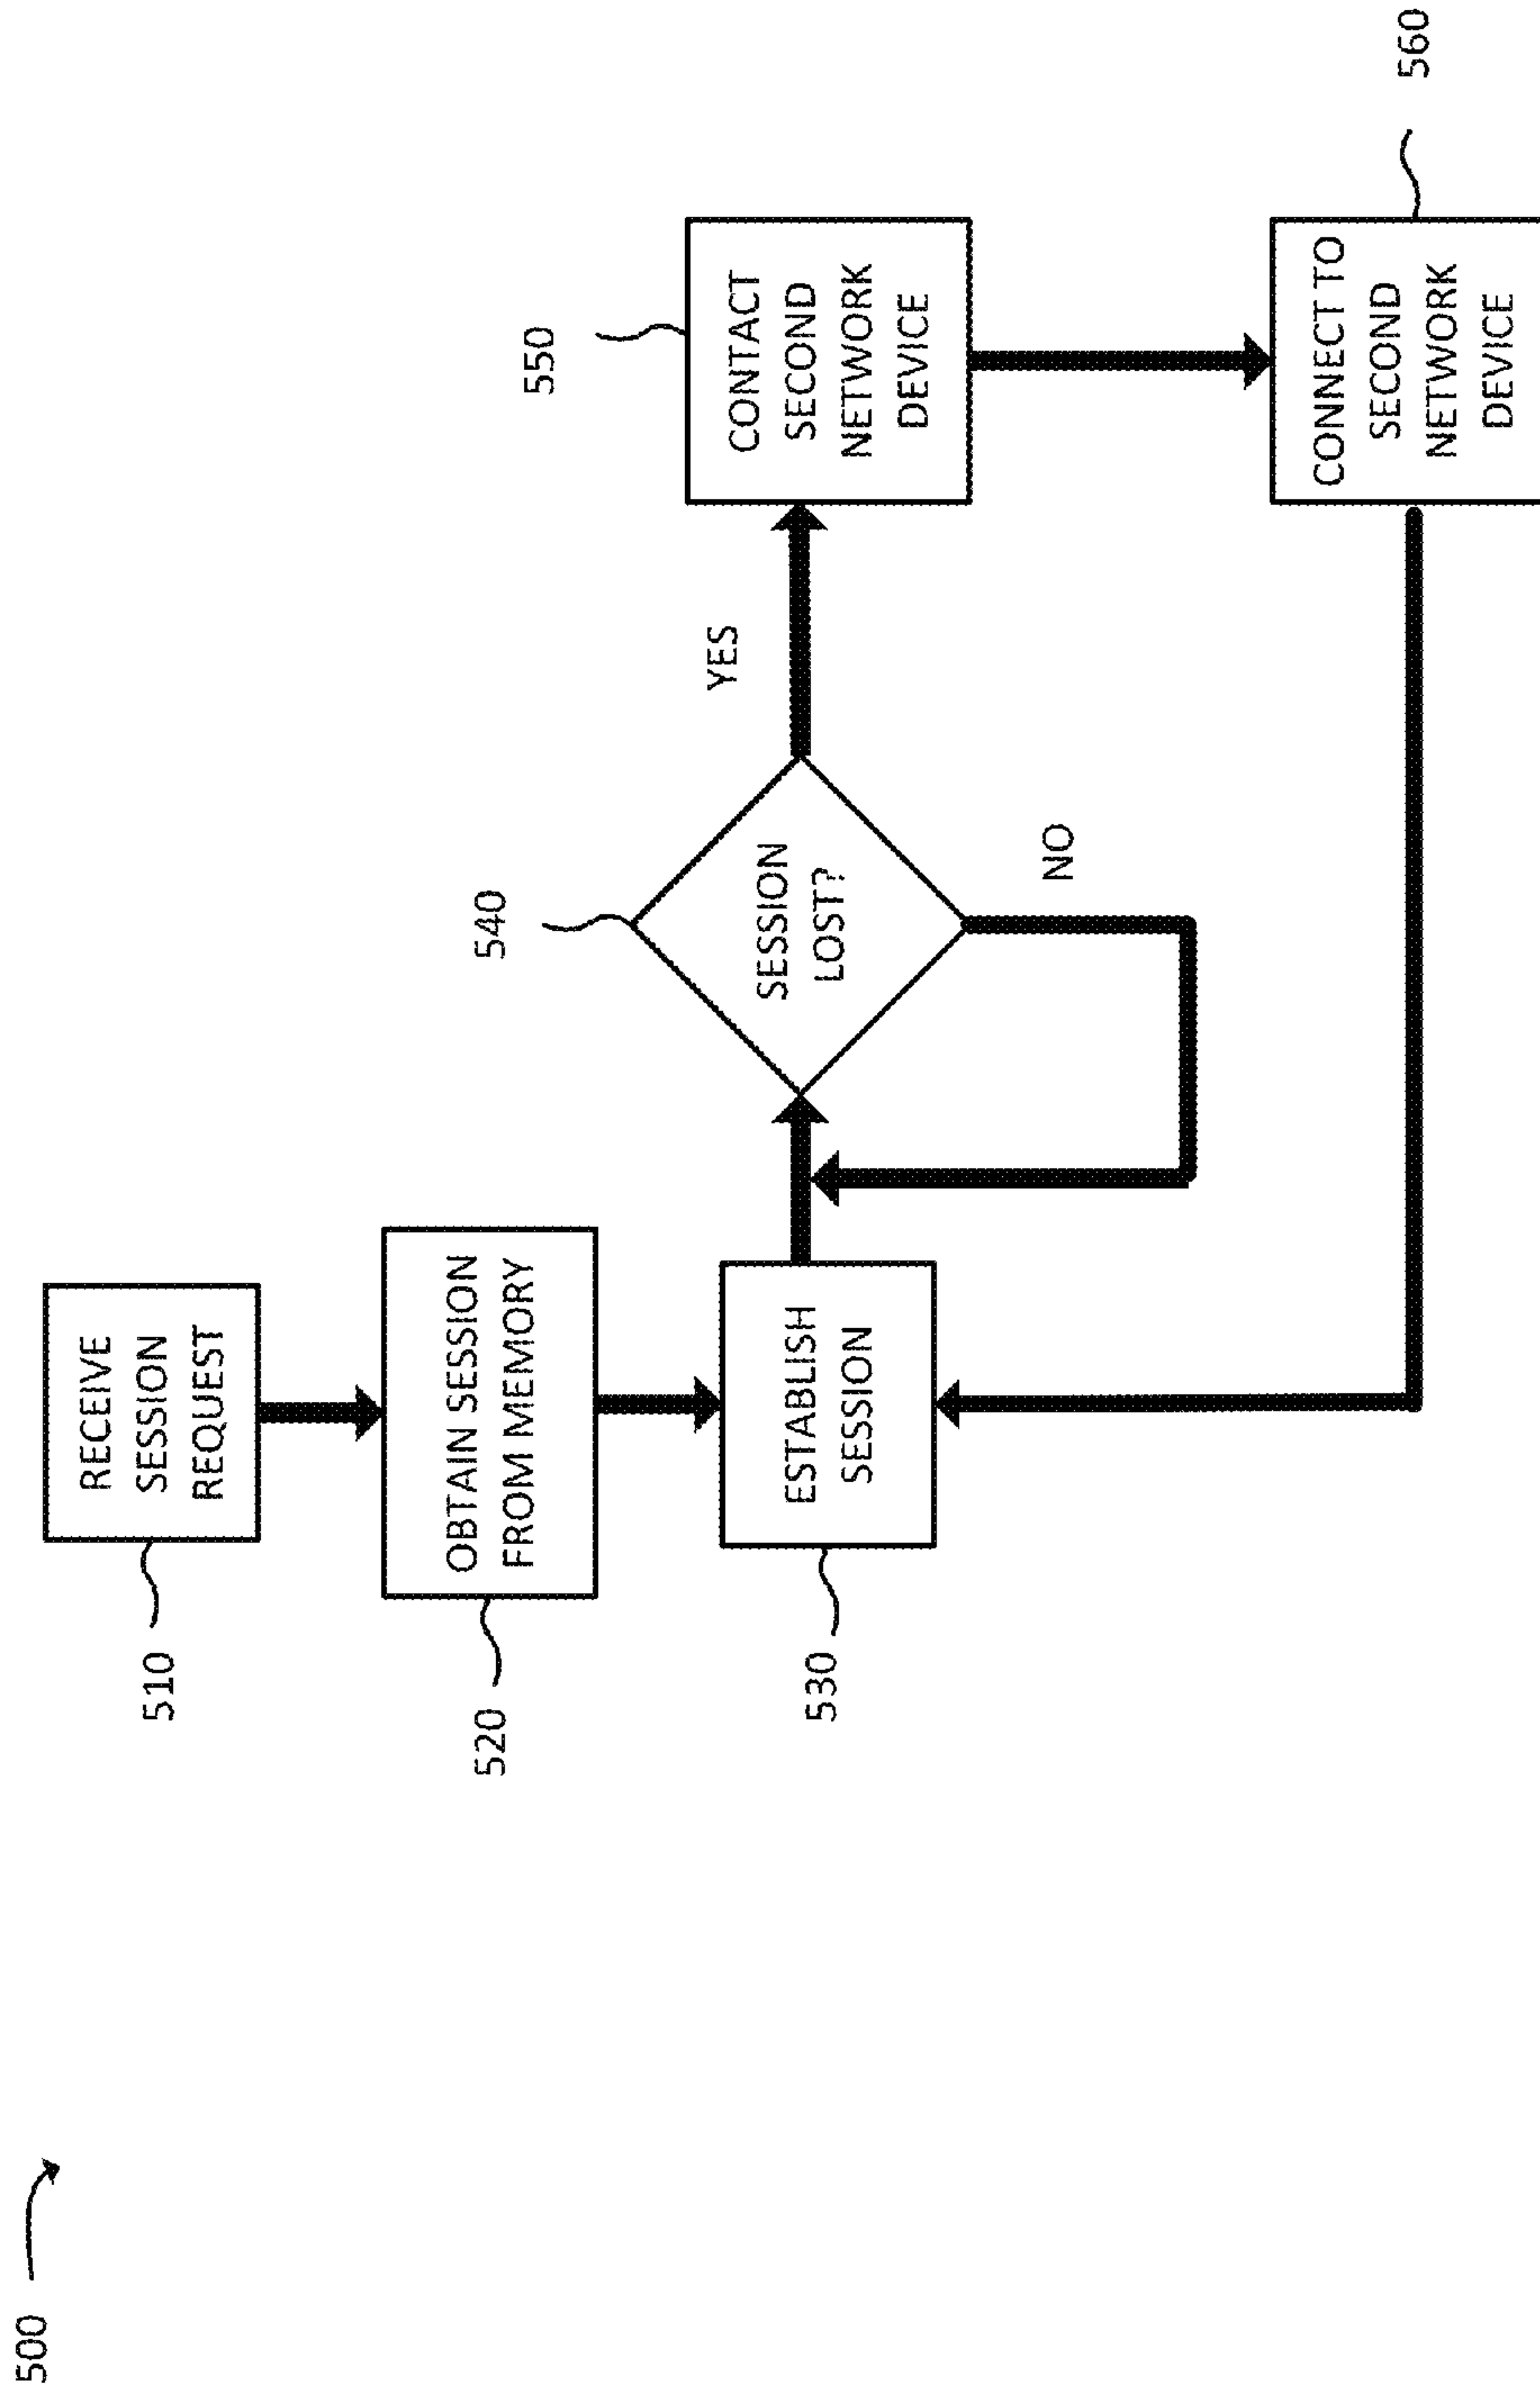 500
510
RECEIVE
SESSION
REQUEST
520
OBTAIN SESSION
FROM MEMORY
530
ESTABLISH
SESSION
540
SESSION
LOST?
YES
NO
550
CONTACT
SECOND
NETWORK
DEVICE
560
CONNECT TO
SECOND
NETWORK
DEVICE